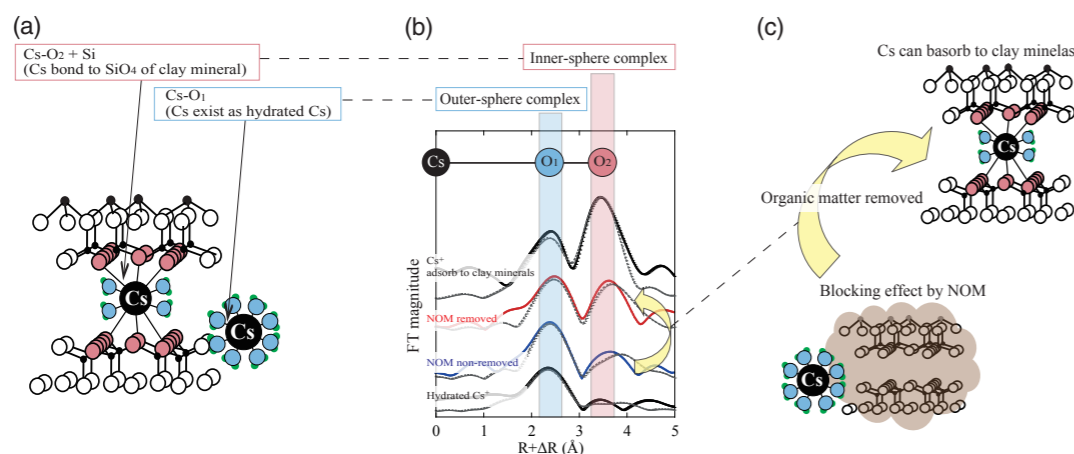 (a)
Cs-O2 + Si
(Cs bond to SiO4 of clay mineral)
Cs-O1
(Cs exist as hydrated Cs)
Cs
Cs
(b)
Inner-sphere complex
Outer-sphere complex
Cs
O1
O2
Cs+
adsorb to clay minerals
NOM removed
NOM non-removed
Hydrated Cs+
FT magnitude
0
1
2
3
4
5
R+ΔR (Å)
(c)
Cs can basorb to clay minelas
Cs
Organic matter removed
Blocking effect by NOM
Cs